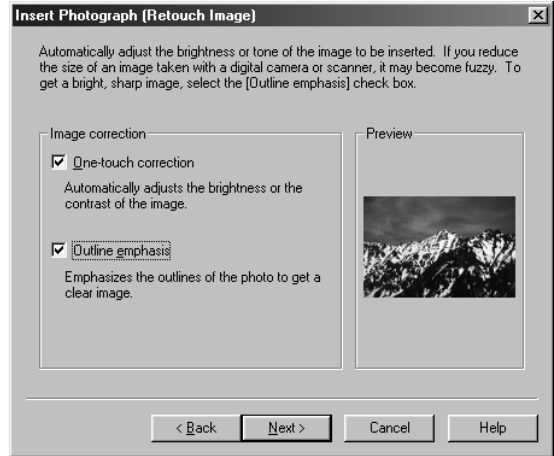 Insert Photograph (Retouch Image)
Automatically adjust the brightness or tone of the image to be inserted. If you reduce
the size of an image taken with a digital camera or scanner, it may become fuzzy. To
get a bright, sharp image, select the [Outline emphasis] check box.
Image correction
One-touch correction
Automatically adjusts the brightness or the
contrast of the image.
Outline emphasis
Emphasizes the outlines of the photo to get a
clear image.
Preview
< Back Next > Cancel Help